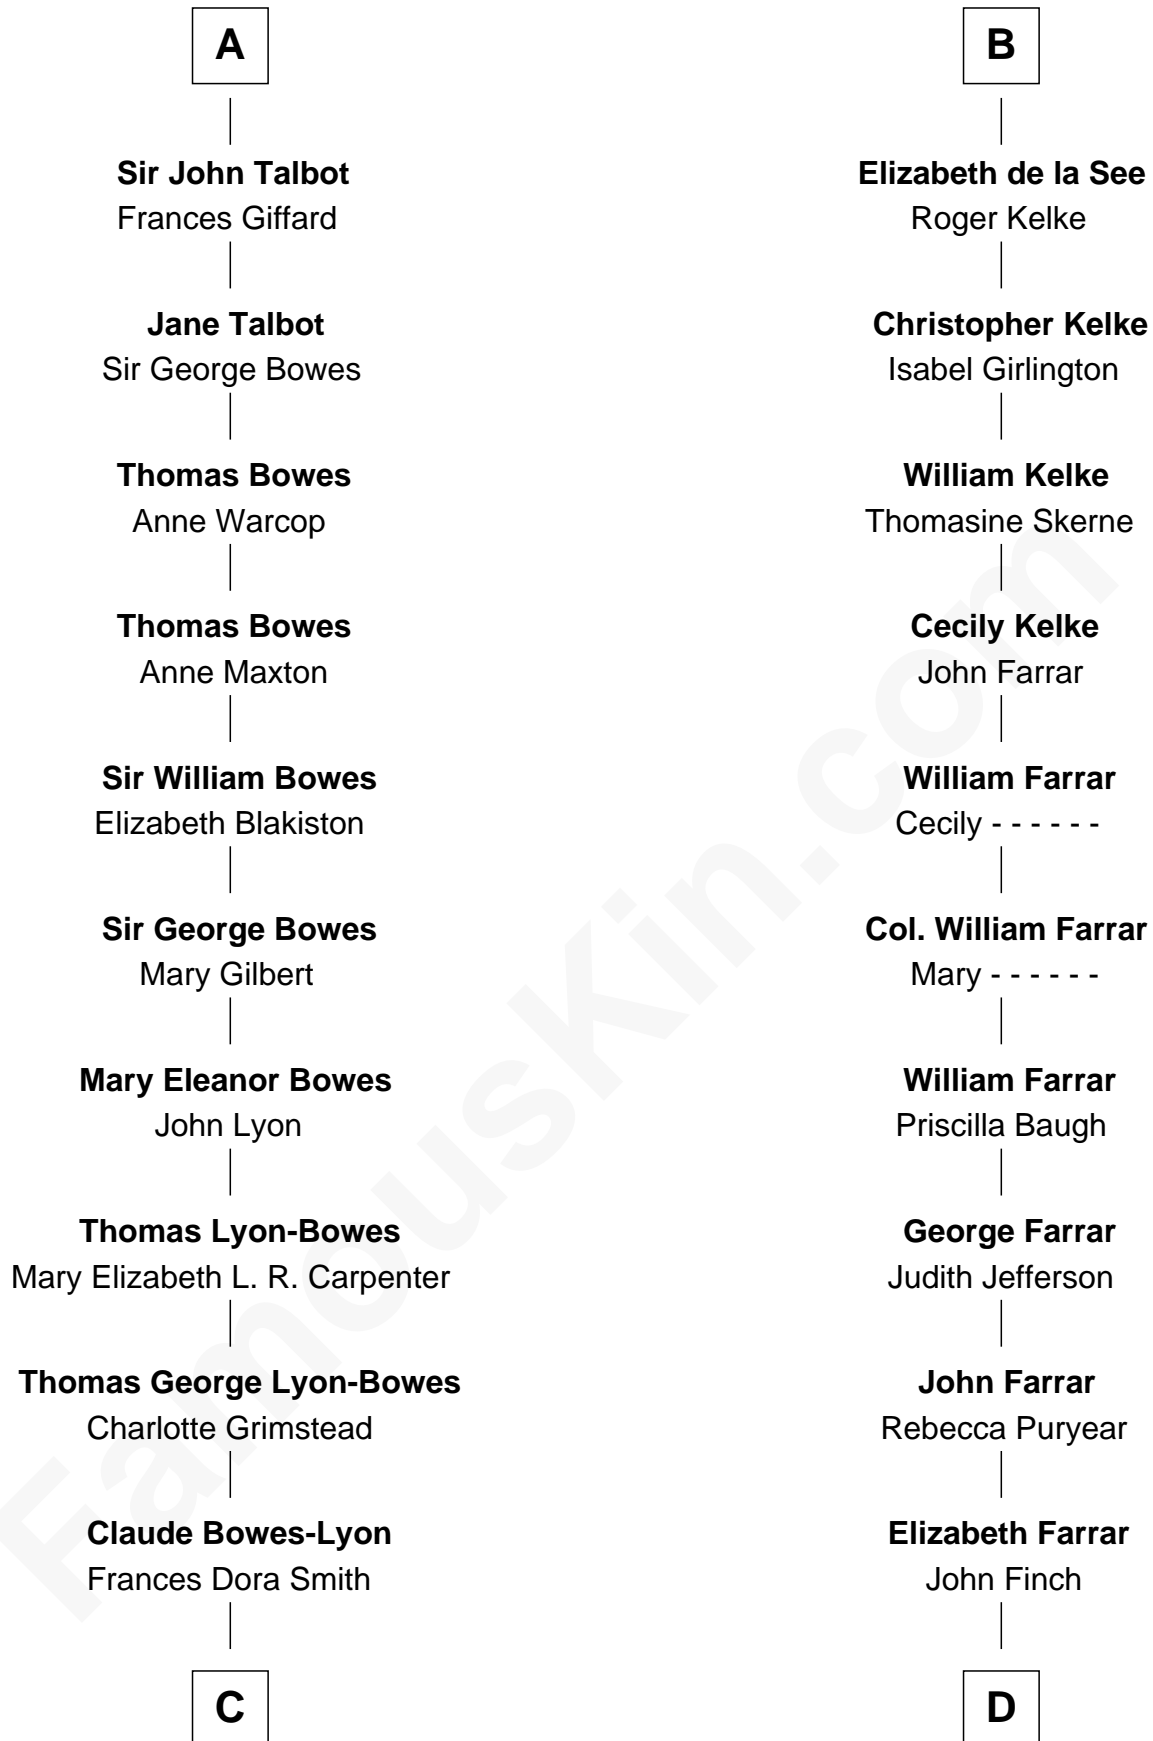 A
Sir John Talbot
Frances Giffard
Jane Talbot
Sir George Bowes
Thomas Bowes
Anne Warcop
Thomas Bowes
Anne Maxton
Sir William Bowes
Elizabeth Blakiston
Sir George Bowes
Mary Gilbert
Mary Eleanor Bowes
John Lyon
Thomas Lyon-Bowes
Mary Elizabeth L. R. Carpenter
Thomas George Lyon-Bowes
Charlotte Grimstead
Claude Bowes-Lyon
Frances Dora Smith
C
B
Elizabeth de la See
Roger Kelke
Christopher Kelke
Isabel Girlington
William Kelke
Thomasine Skerne
Cecily Kelke
John Farrar
William Farrar
Cecily - - - - - -
Col. William Farrar
Mary - - - - - -
William Farrar
Priscilla Baugh
George Farrar
Judith Jefferson
John Farrar
Rebecca Puryear
Elizabeth Farrar
John Finch
D
FamousKin.com